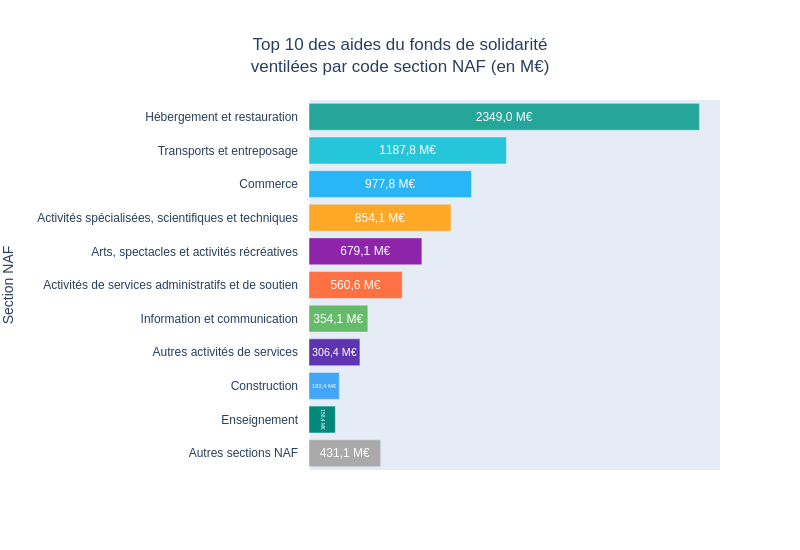 Top 10 des aides du fonds de solidarité
ventilées par code section NAF (en M€)
Section NAF
Hébergement et restauration 2349,0 M€
Transports et entreposage 1187,8 M€
Commerce 977,8 M€
Activités spécialisées, scientifiques et techniques 854,1 M€
Arts, spectacles et activités récréatives 679,1 M€
Activités de services administratifs et de soutien 560,6 M€
Information et communication 354,1 M€
Autres activités de services 306,4 M€
Construction 182,4 M€
Enseignement
Autres sections NAF 431,1 M€